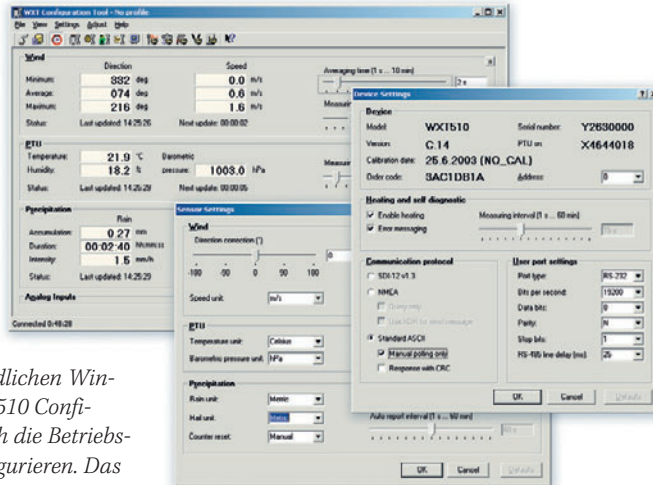 WXT Configuration Tool - No profile
File View Settings Adjust Help
Wind
Direction Speed
Minimum: 332 deg 0.0 m/s
Average: 074 deg 0.6 m/s
Maximum: 216 deg 1.6 m/s
Status: Last updated: 14:25:26 Next update: 00:00:02
Averaging time (1 s ... 10 min)
2 s
PTU
Temperature: 21.9 °C Barometric
Humidity: 18.2 % pressure: 1003.0 hPa
Status: Last updated: 14:25:29 Next update: 00:00:05
Precipitation
Rain
Accumulation: 0.27 mm
Duration: 00:02:40 hh:mm:ss
Intensity: 1.5 mm/h
Status: Last updated: 14:25:29
Analog Inputs
Connected 0:48:28
Sensor Settings
Wind
Direction correction (°)
0
-100 -50 0 50 100
Speed unit: m/s
PTU
Temperature unit: Celsius
Barometric pressure unit: hPa
Precipitation
Rain unit: Metric
Hail unit: Metric
Counter reset: Manual
Auto report interval (1 s ... 60 min)
OK Cancel Defaults
Device Settings
Device
Model: WXT510 Serial number: Y2630000
Version: C.14 PTU sn: X4644018
Calibration date: 25.6.2003 (NO_CAL)
Order code: 3AC1DB1A Address: 0
Heating and self diagnostic
Enable heating Measuring interval (1 s ... 60 min)
Error messaging
Communication protocol
SDI-12 v1.3
NMEA
Query only
Standard ASCII
Manual polling only
Response with CRC
User port settings
Port type: RS-232
Bits per second: 19200
Data bits: 8
Parity: N
Stop bits: 1
RS-485 line delay (ms): 25
OK Cancel Defaults
dlichen Win-
510 Confi-
h die Betriebs-
gurieren. Das